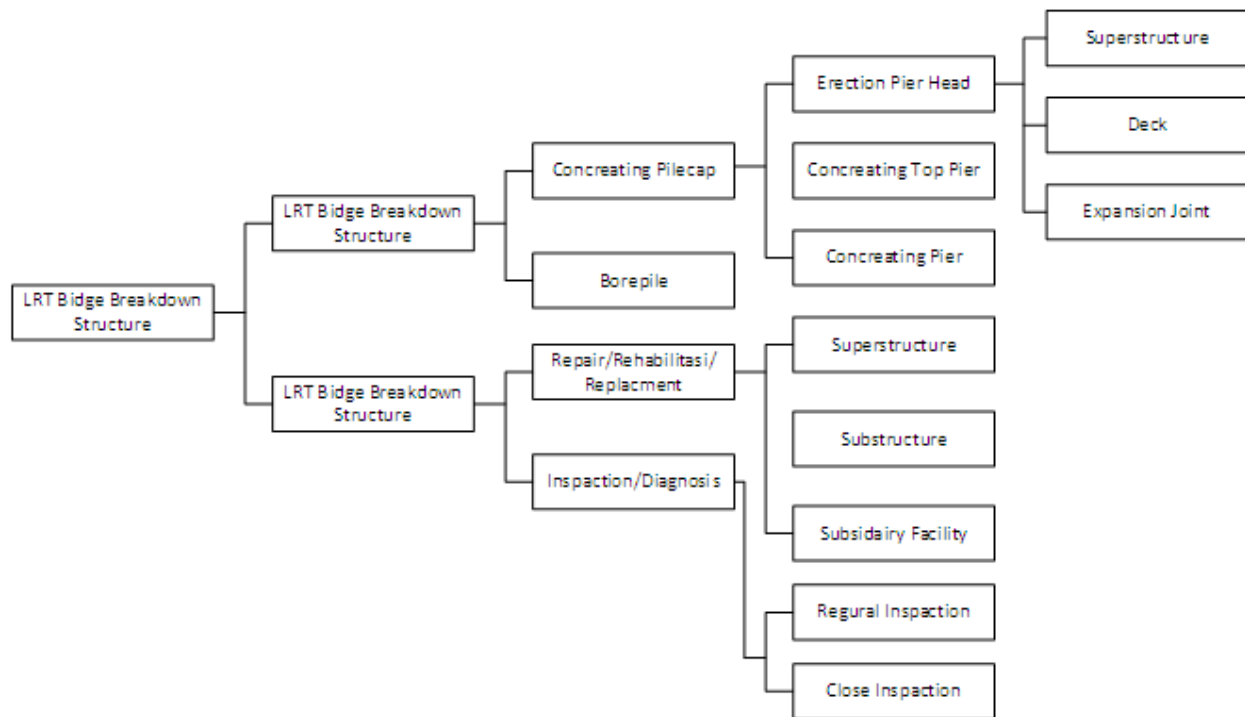 LRT Bidge Breakdown
Structure
LRT Bidge Breakdown
Structure
Concreating Pilecap
Erection Pier Head
Superstructure
Deck
Expansion Joint
Concreating Top Pier
Concreating Pier
Borepile
LRT Bidge Breakdown
Structure
Repair/Rehabilitasi/
Replacment
Superstructure
Substructure
Subsidairy Facility
Inspaction/Diagnosis
Regural Inspaction
Close Inspaction